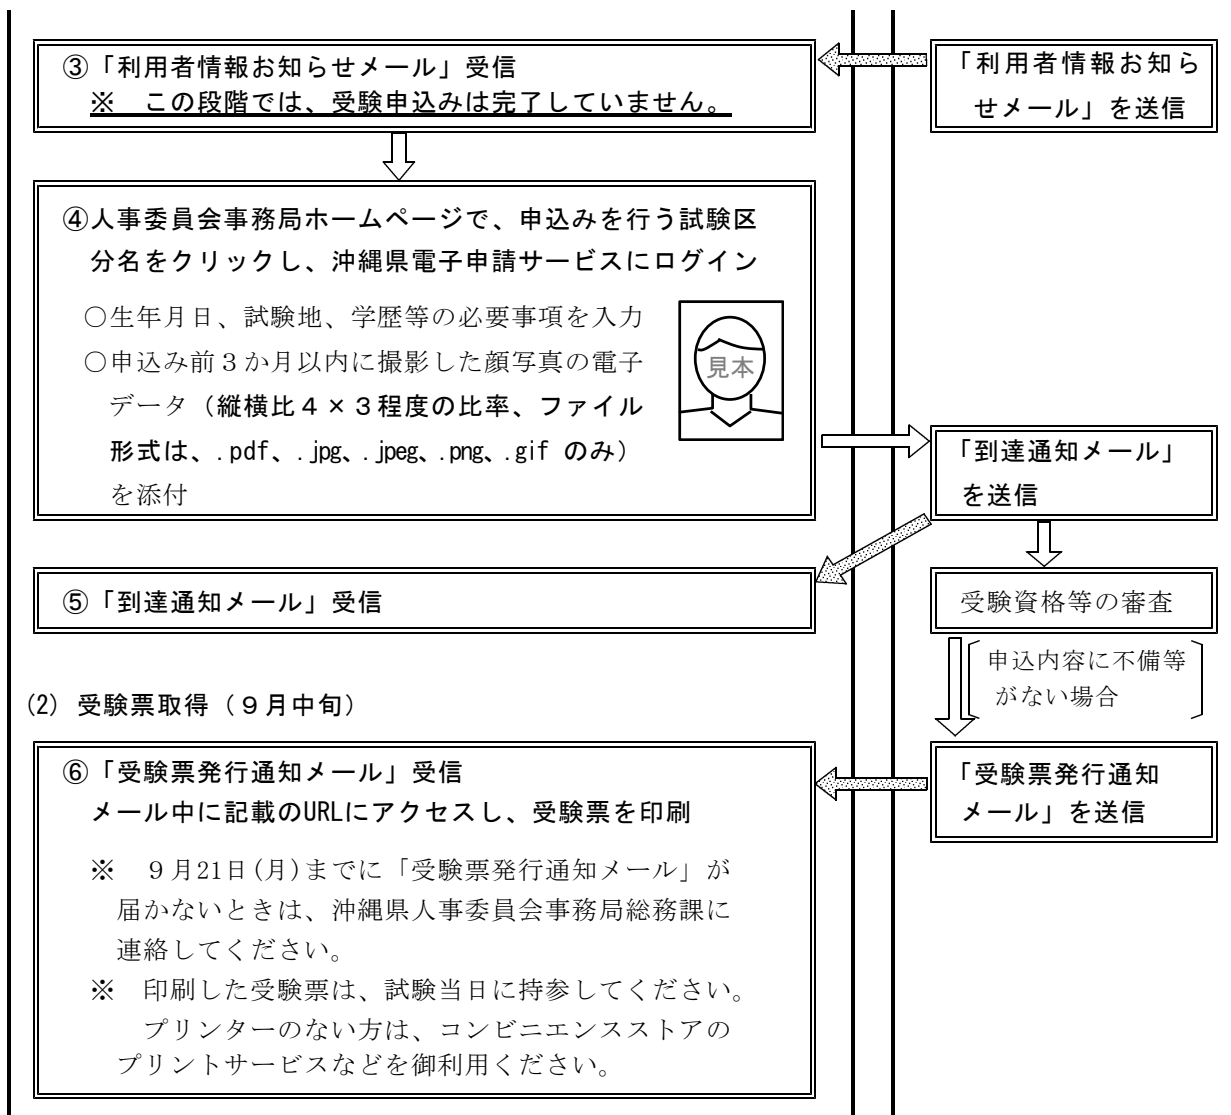 ③「利用者情報お知らせメール」受信
※　この段階では、受験申込みは完了していません。
「利用者情報お知ら
せメール」を送信
④人事委員会事務局ホームページで、申込みを行う試験区
分名をクリックし、沖縄県電子申請サービスにログイン
○生年月日、試験地、学歴等の必要事項を入力
○申込み前３か月以内に撮影した顔写真の電子
データ（縦横比４×３程度の比率、ファイル
形式は、.pdf、.jpg、.jpeg、.png、.gif のみ）
を添付
見本
「到達通知メール」
を送信
⑤「到達通知メール」受信
受験資格等の審査
申込内容に不備等
がない場合
(2) 受験票取得（９月中旬）
⑥「受験票発行通知メール」受信
メール中に記載のURLにアクセスし、受験票を印刷
「受験票発行通知
メール」を送信
※　９月21日(月)までに「受験票発行通知メール」が
届かないときは、沖縄県人事委員会事務局総務課に
連絡してください。
※　印刷した受験票は、試験当日に持参してください。
プリンターのない方は、コンビニエンスストアの
プリントサービスなどを御利用ください。